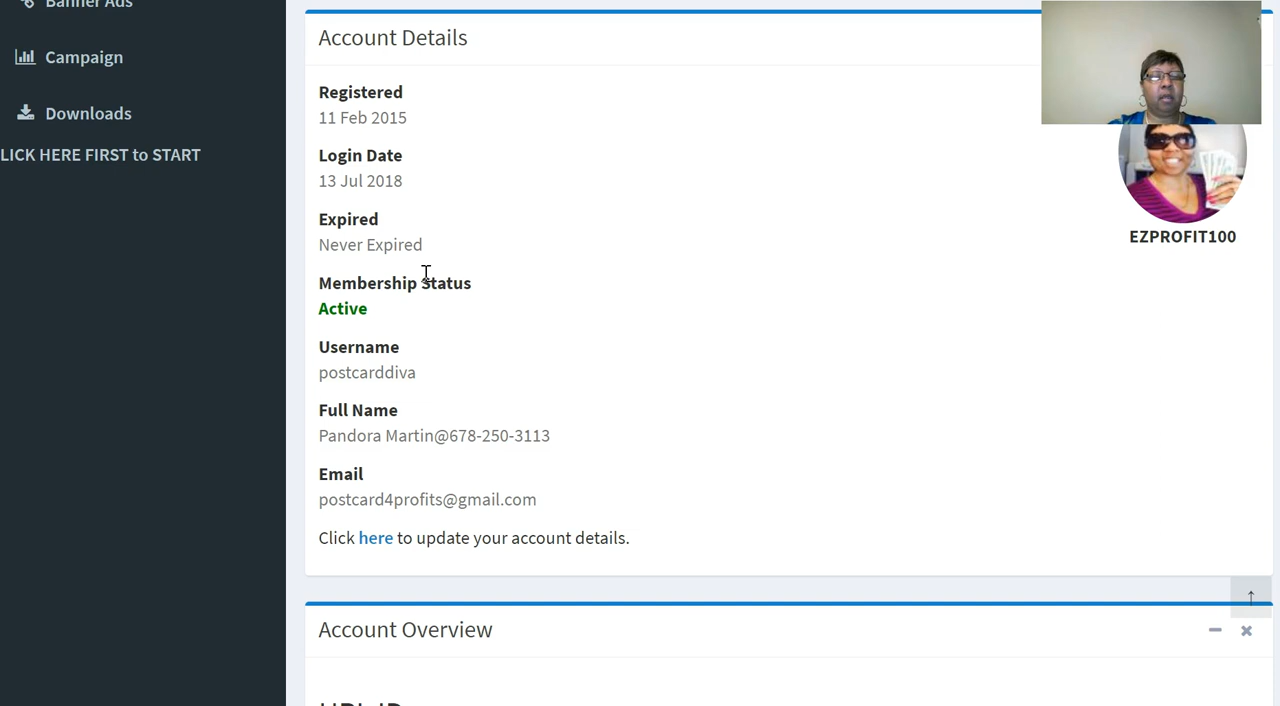 Banner Ads
Campaign
Downloads
LICK HERE FIRST to START
Account Details
Registered
11 Feb 2015
Login Date
13 Jul 2018
Expired
Never Expired
Membership Status
Active
Username
postcarddiva
Full Name
Pandora Martin@678-250-3113
Email
postcard4profits@gmail.com
Click here to update your account details.
EZPROFIT100
Account Overview